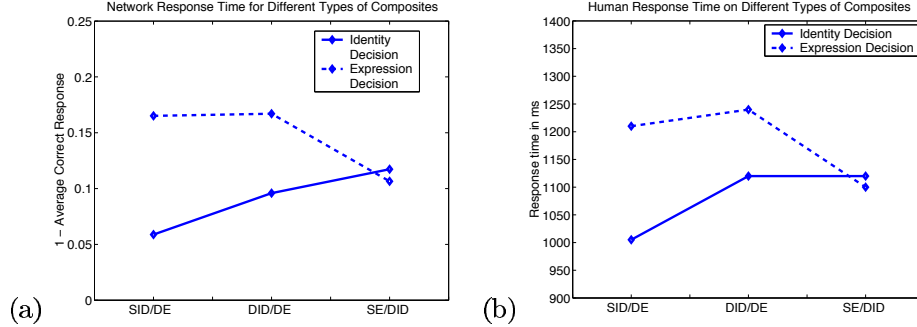 Network Response Time for Different Types of Composites
0.25
0.2
0.15
0.1
0.05
0
1 − Average Correct Response
Identity
Decision
Expression
Decision
SID/DE
DID/DE
SE/DID
(a)
Human Response Time on Different Types of Composites
1400
1350
1300
1250
1200
1150
1100
1050
1000
950
900
Response time in ms
Identity Decision
Expression Decision
SID/DE
DID/DE
SE/DID
(b)